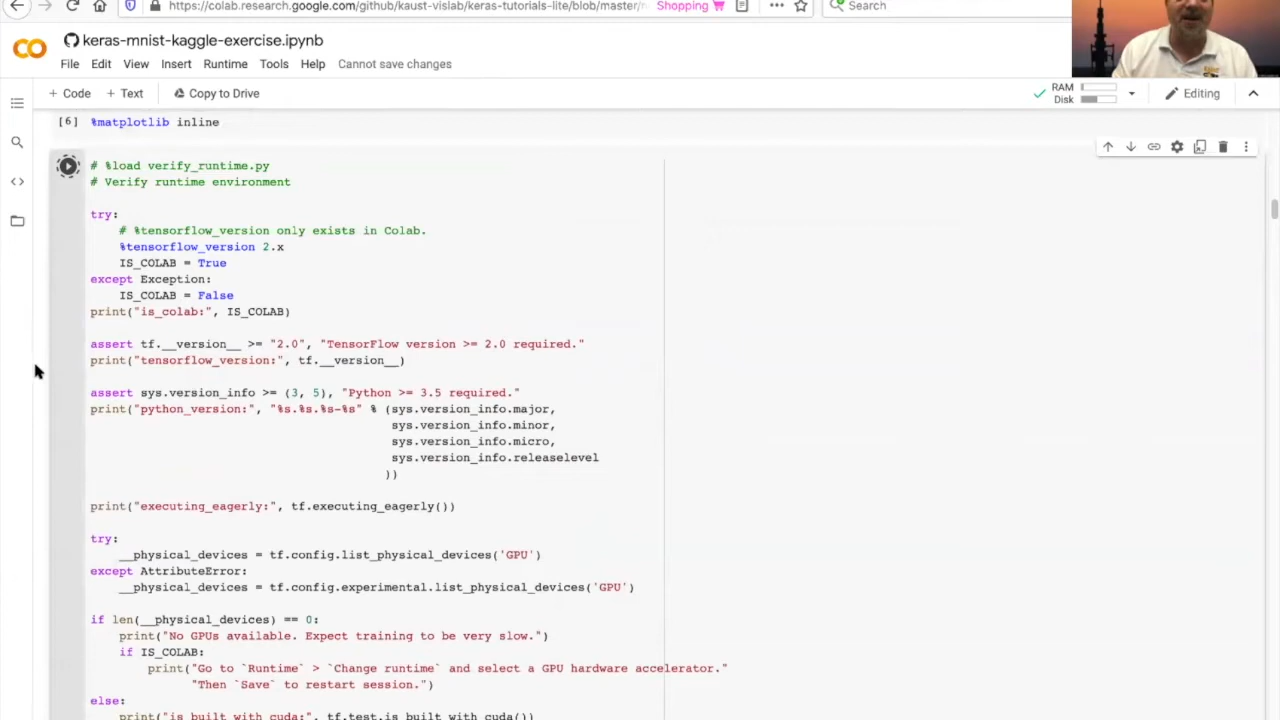 https://colab.research.google.com/github/kaust-vislab/keras-tutorials-lite/blob/master/n
Shopping
Search
keras-mnist-kaggle-exercise.ipynb
File Edit View Insert Runtime Tools Help Cannot save changes
+ Code + Text Copy to Drive
RAM
Disk
Editing
[6] %matplotlib inline
# %load verify_runtime.py
# Verify runtime environment
try:
# %tensorflow_version only exists in Colab.
%tensorflow_version 2.x
IS_COLAB = True
except Exception:
IS_COLAB = False
print("is_colab:", IS_COLAB)
assert tf.__version__ >= "2.0", "TensorFlow version >= 2.0 required."
print("tensorflow_version:", tf.__version__)
assert sys.version_info >= (3, 5), "Python >= 3.5 required."
print("python_version:", "%s.%s.%s-%s" % (sys.version_info.major,
sys.version_info.minor,
sys.version_info.micro,
sys.version_info.releaselevel
))
print("executing_eagerly:", tf.executing_eagerly())
try:
__physical_devices = tf.config.list_physical_devices('GPU')
except AttributeError:
__physical_devices = tf.config.experimental.list_physical_devices('GPU')
if len(__physical_devices) == 0:
print("No GPUs available. Expect training to be very slow.")
if IS_COLAB:
print("Go to `Runtime` > `Change runtime` and select a GPU hardware accelerator."
"Then `Save` to restart session.")
else:
print("is_built_with_cuda:", tf.test.is_built_with_cuda())